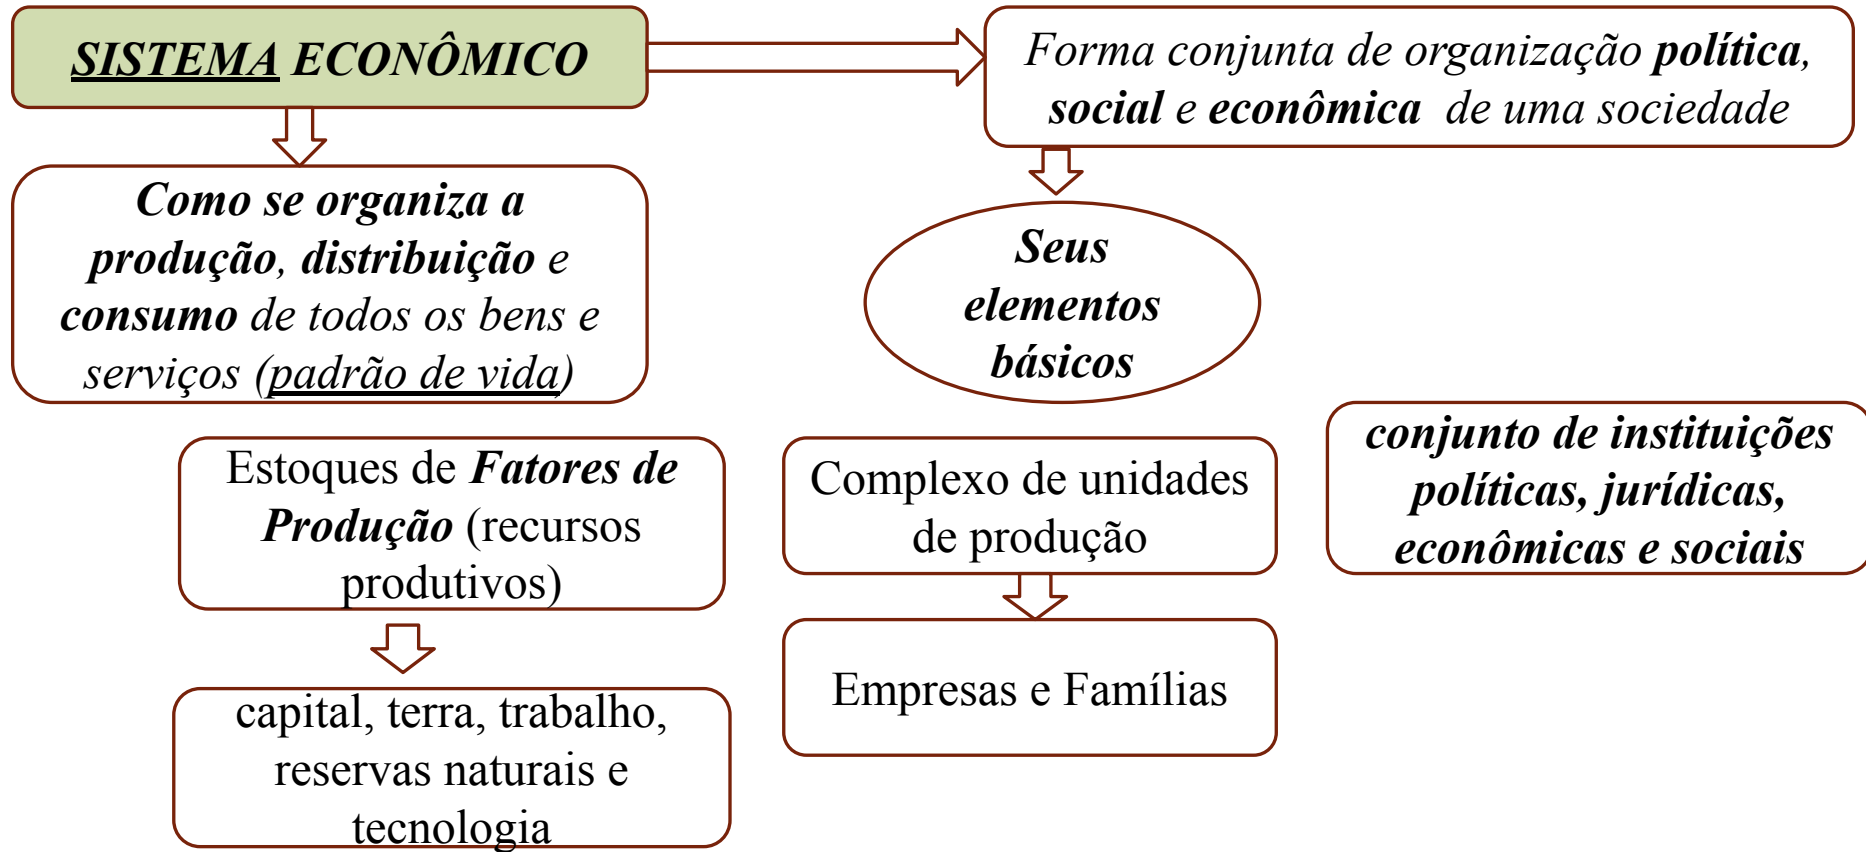 SISTEMA ECONÔMICO
Forma conjunta de organização política,
social e econômica de uma sociedade
Como se organiza a
produção, distribuição e
consumo de todos os bens e
serviços (padrão de vida)
Seus
elementos
básicos
Estoques de Fatores de
Produção (recursos
produtivos)
Complexo de unidades
de produção
conjunto de instituições
políticas, jurídicas,
econômicas e sociais
capital, terra, trabalho,
reservas naturais e
tecnologia
Empresas e Famílias